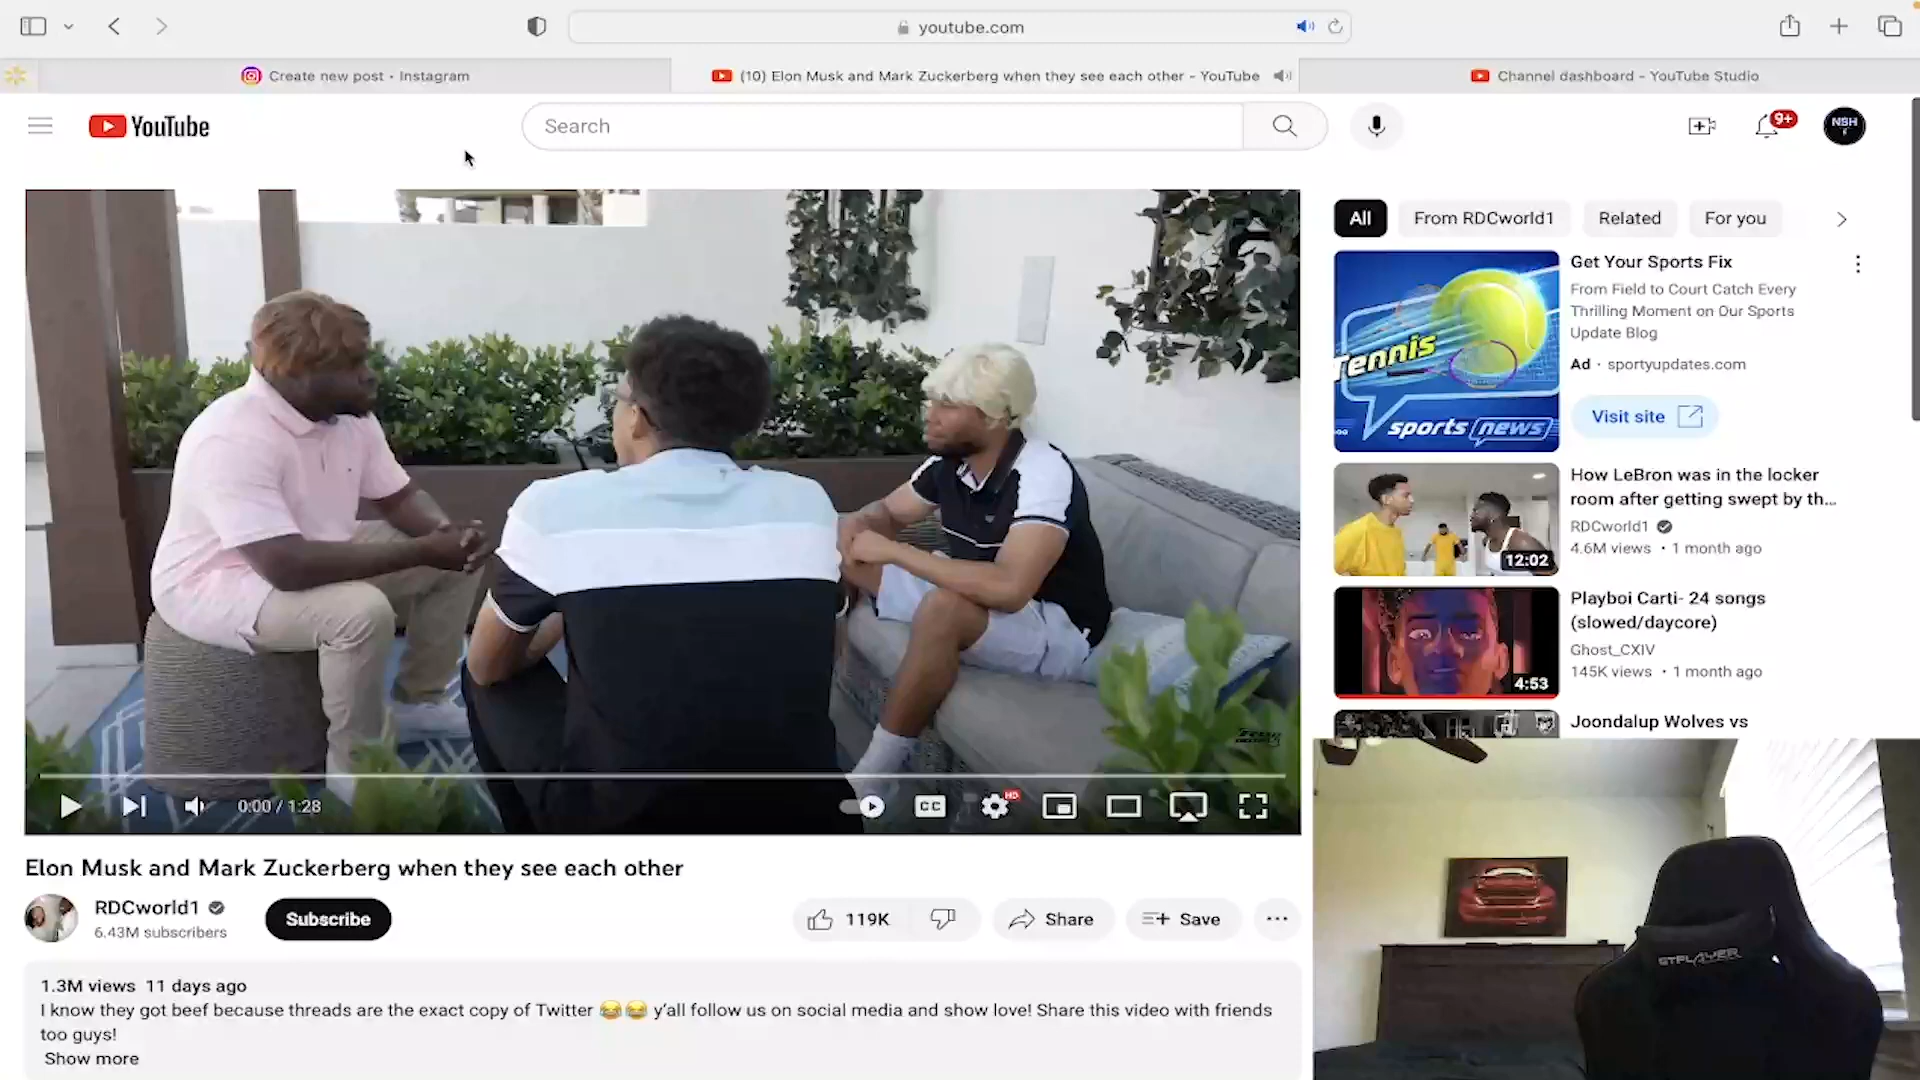 youtube.com
Create new post • Instagram
(10) Elon Musk and Mark Zuckerberg when they see each other - YouTube
Channel dashboard - YouTube Studio
YouTube
Search
9+
NSH
All
From RDCworld1
Related
For you
Get Your Sports Fix
From Field to Court Catch Every
Thrilling Moment on Our Sports
Update Blog
Ad · sportyupdates.com
Visit site
Tennis
sports news
How LeBron was in the locker
room after getting swept by th...
RDCworld1
4.6M views • 1 month ago
12:02
Playboi Carti- 24 songs
(slowed/daycore)
Ghost_CXIV
145K views • 1 month ago
4:53
Joondalup Wolves vs
0:00 / 1:28
CC
HD
Elon Musk and Mark Zuckerberg when they see each other
RDCworld1
6.43M subscribers
Subscribe
119K
Share
Save
1.3M views 11 days ago
I know they got beef because threads are the exact copy of Twitter 😂😂 y'all follow us on social media and show love! Share this video with friends
too guys!
Show more
GTPLAYER